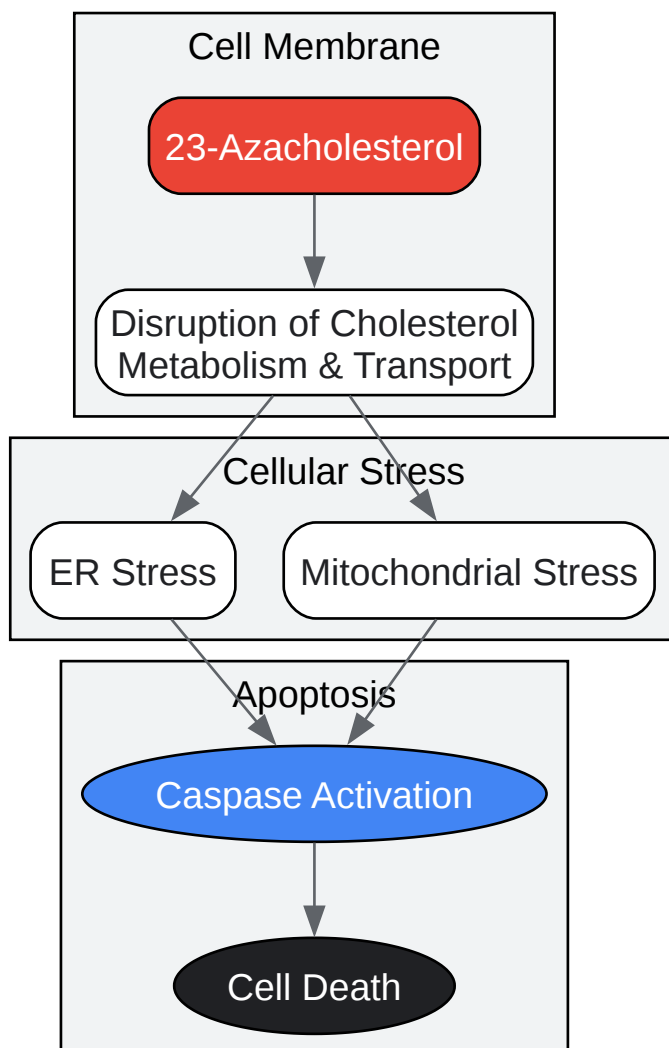 Cell Membrane
23-Azacholesterol
Disruption of Cholesterol
Metabolism & Transport
Cellular Stress
ER Stress
Mitochondrial Stress
Apoptosis
Caspase Activation
Cell Death